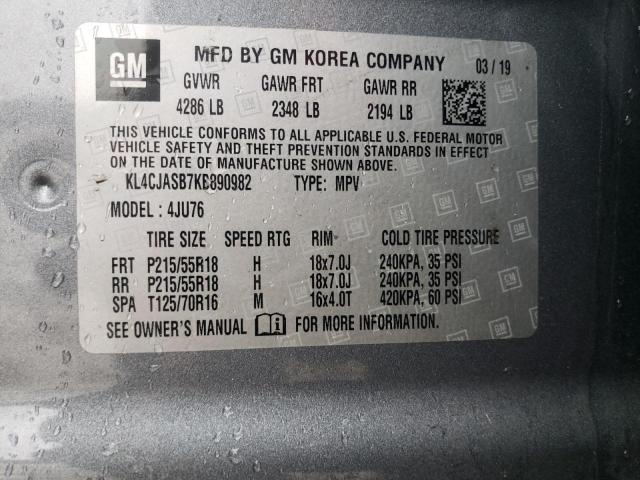 GM
MFD BY GM KOREA COMPANY 03 / 19
GVWR GAWR FRT GAWR RR
4286 LB 2348 LB 2194 LB
THIS VEHICLE CONFORMS TO ALL APPLICABLE U.S. FEDERAL MOTOR
VEHICLE SAFETY AND THEFT PREVENTION STANDARDS IN EFFECT
ON THE DATE OF MANUFACTURE SHOWN ABOVE.
KL4CJASB7KB890982 TYPE: MPV
MODEL : 4JU76
TIRE SIZE SPEED RTG RIM COLD TIRE PRESSURE
FRT P215/55R18 H 18x7.0J 240KPA, 35 PSI
RR P215/55R18 H 18x7.0J 240KPA, 35 PSI
SPA T125/70R16 M 16x4.0T 420KPA, 60 PSI
SEE OWNER'S MANUAL FOR MORE INFORMATION.